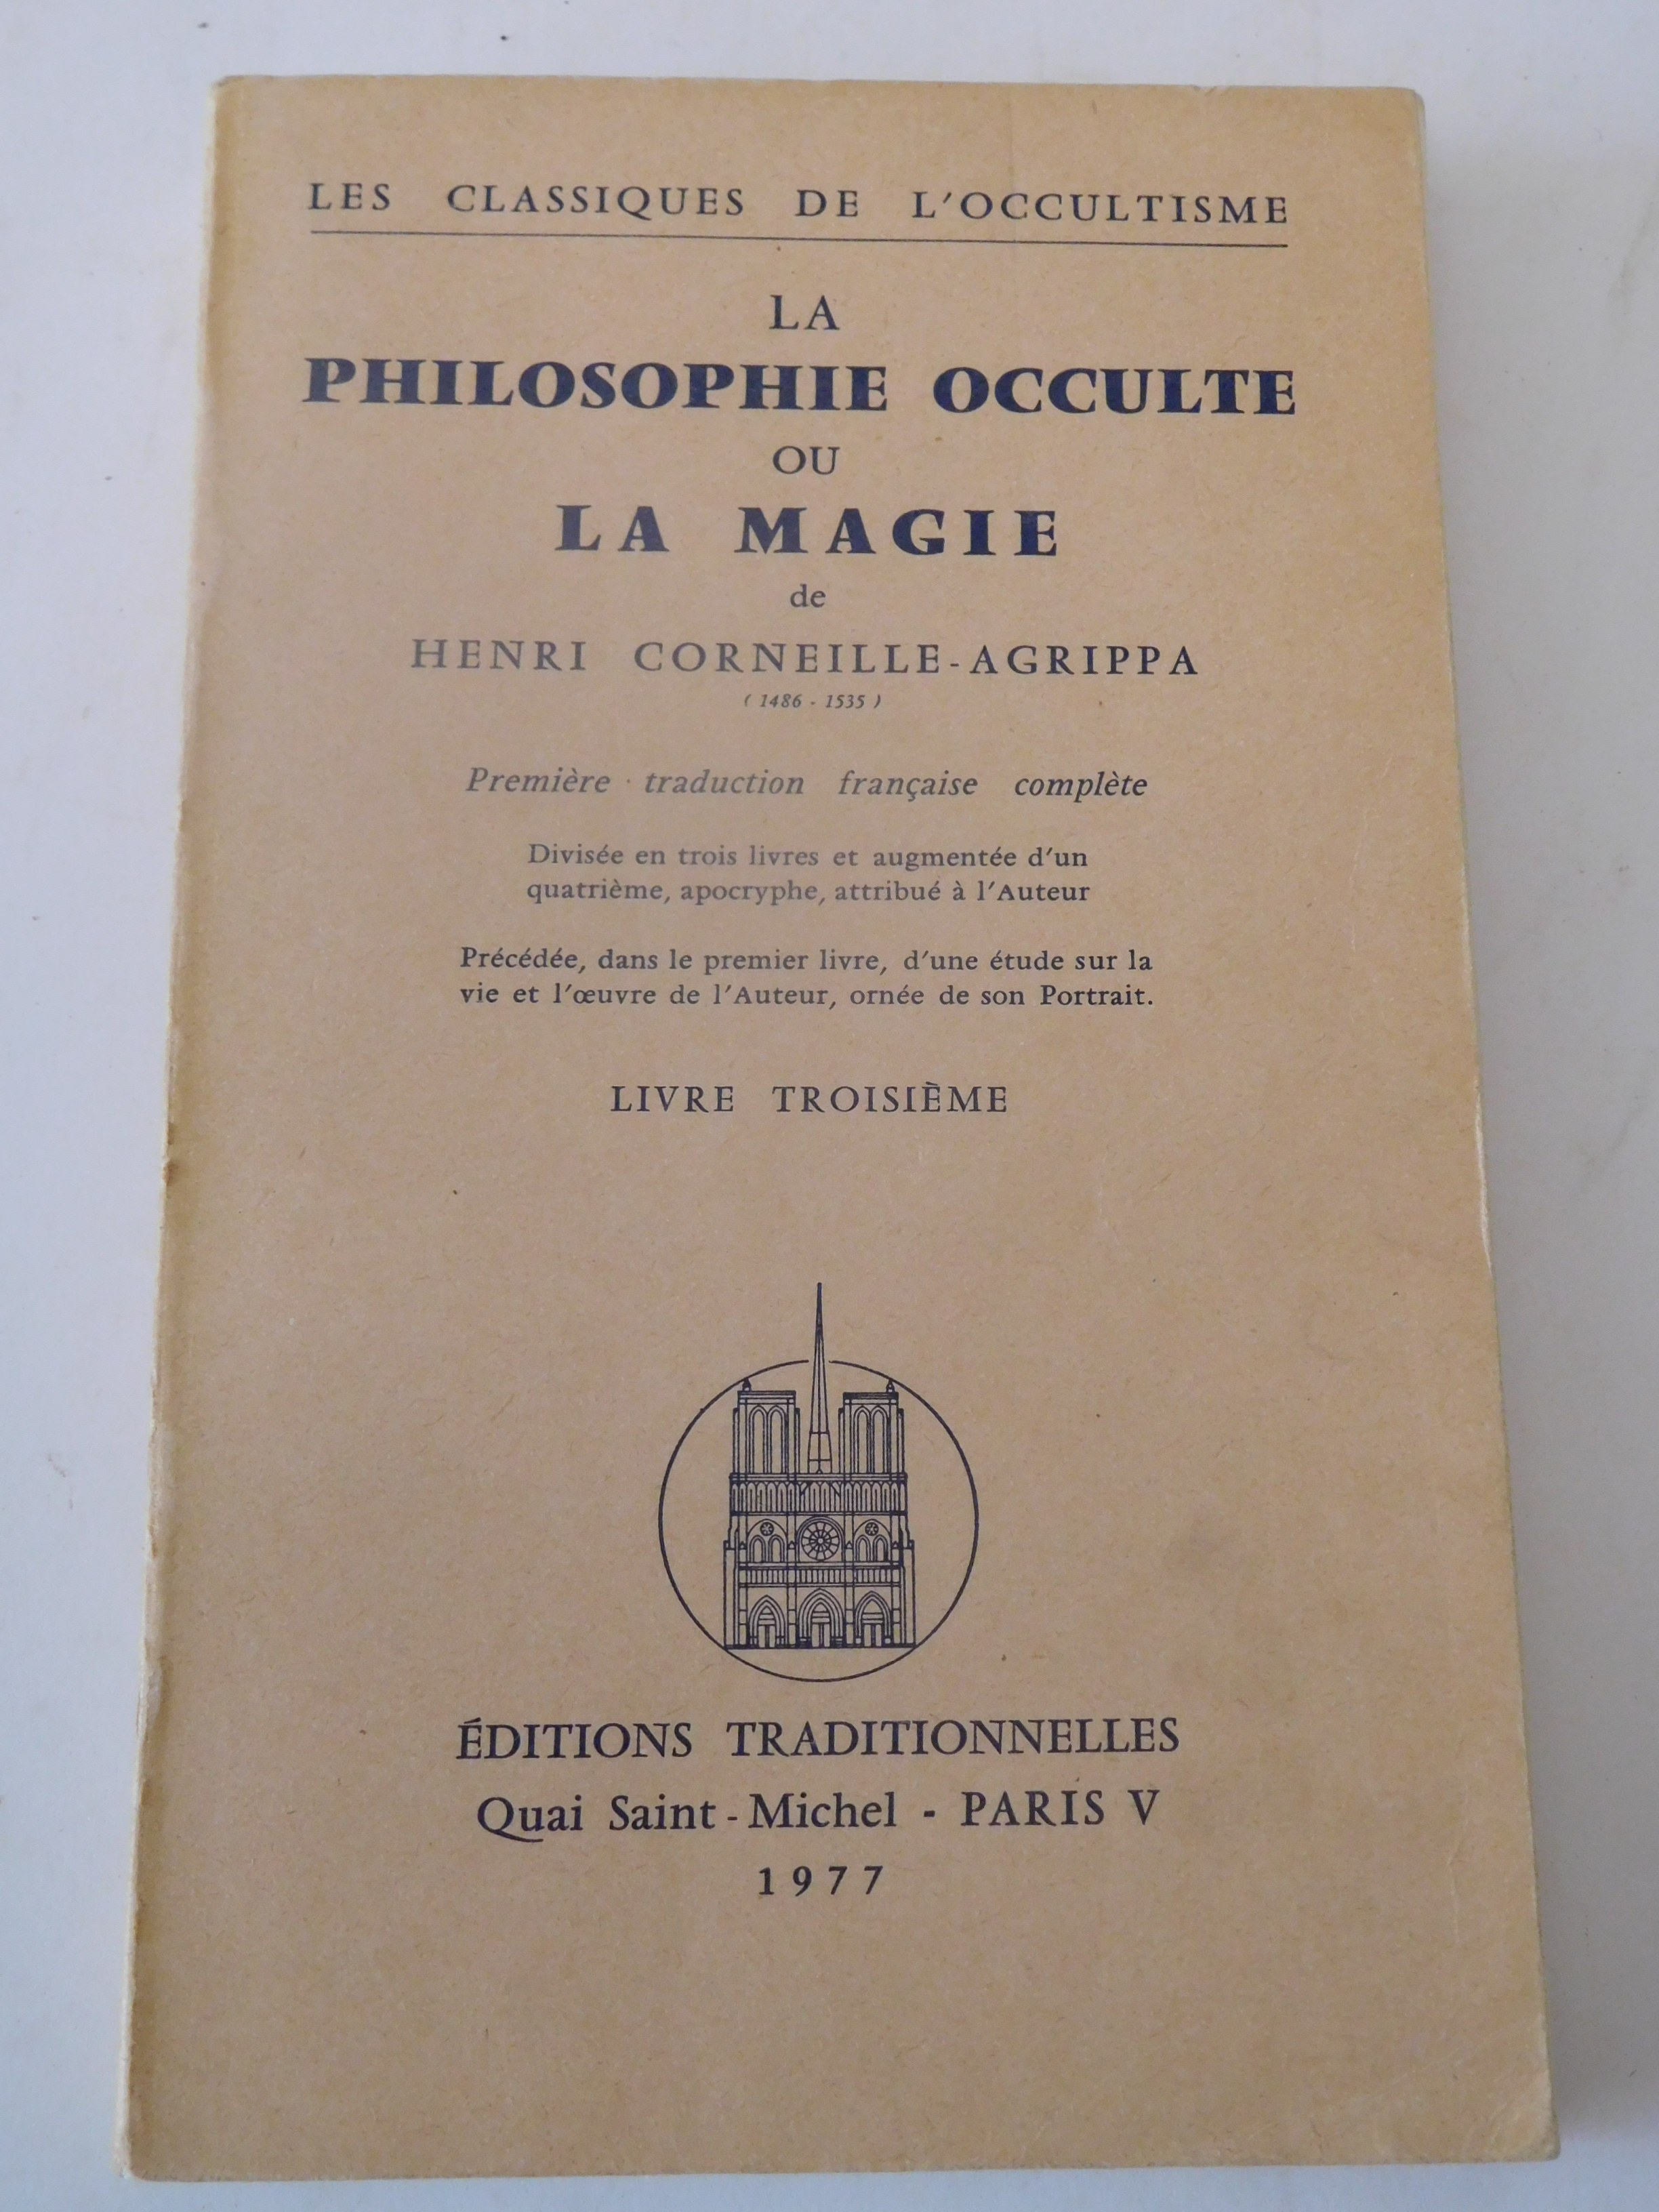 LES CLASSIQUES DE L'OCCULTISME
LA
PHILOSOPHIE OCCULTE
OU
LA MAGIE
de
HENRI CORNEILLE-AGRIPPA
( 1486 - 1535 )
Première traduction française complète
Divisée en trois livres et augmentée d'un
quatrième, apocryphe, attribué à l'Auteur
Précédée, dans le premier livre, d'une étude sur la
vie et l'œuvre de l'Auteur, ornée de son Portrait.
LIVRE TROISIÈME
ÉDITIONS TRADITIONNELLES
Quai Saint-Michel - PARIS V
1977